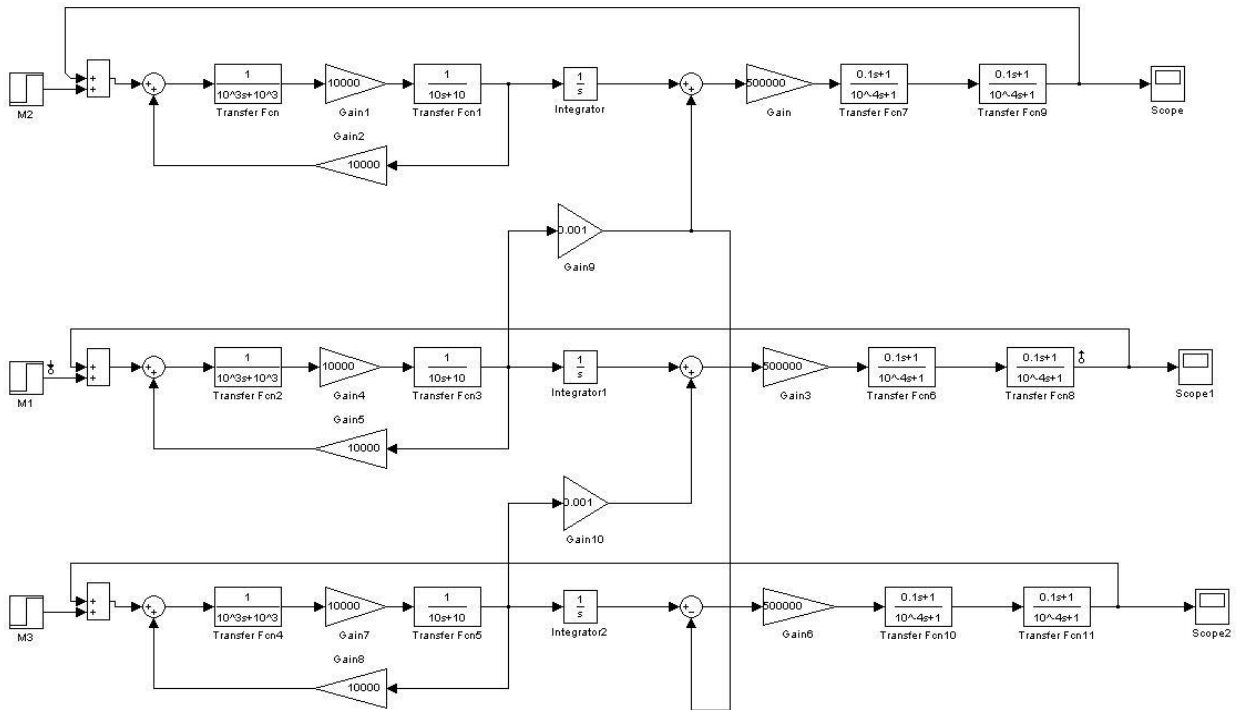 +
+
M2
+
+
1
10^3s+10^3
Transfer Fcn
10000
Gain1
1
10s+10
Transfer Fcn1
1
s
Integrator
+
+
500000
Gain
0.1s+1
10^-4s+1
Transfer Fcn7
0.1s+1
10^-4s+1
Transfer Fcn9
Scope
Gain2
10000
0.001
Gain9
+
+
M1
+
+
1
10^3s+10^3
Transfer Fcn2
10000
Gain4
1
10s+10
Transfer Fcn3
1
s
Integrator1
+
+
500000
Gain3
0.1s+1
10^-4s+1
Transfer Fcn6
0.1s+1
10^-4s+1
Transfer Fcn8
Scope1
Gain5
10000
0.001
Gain10
+
+
M3
+
+
1
10^3s+10^3
Transfer Fcn4
10000
Gain7
1
10s+10
Transfer Fcn5
1
s
Integrator2
+
−
500000
Gain6
0.1s+1
10^-4s+1
Transfer Fcn10
0.1s+1
10^-4s+1
Transfer Fcn11
Scope2
Gain8
10000